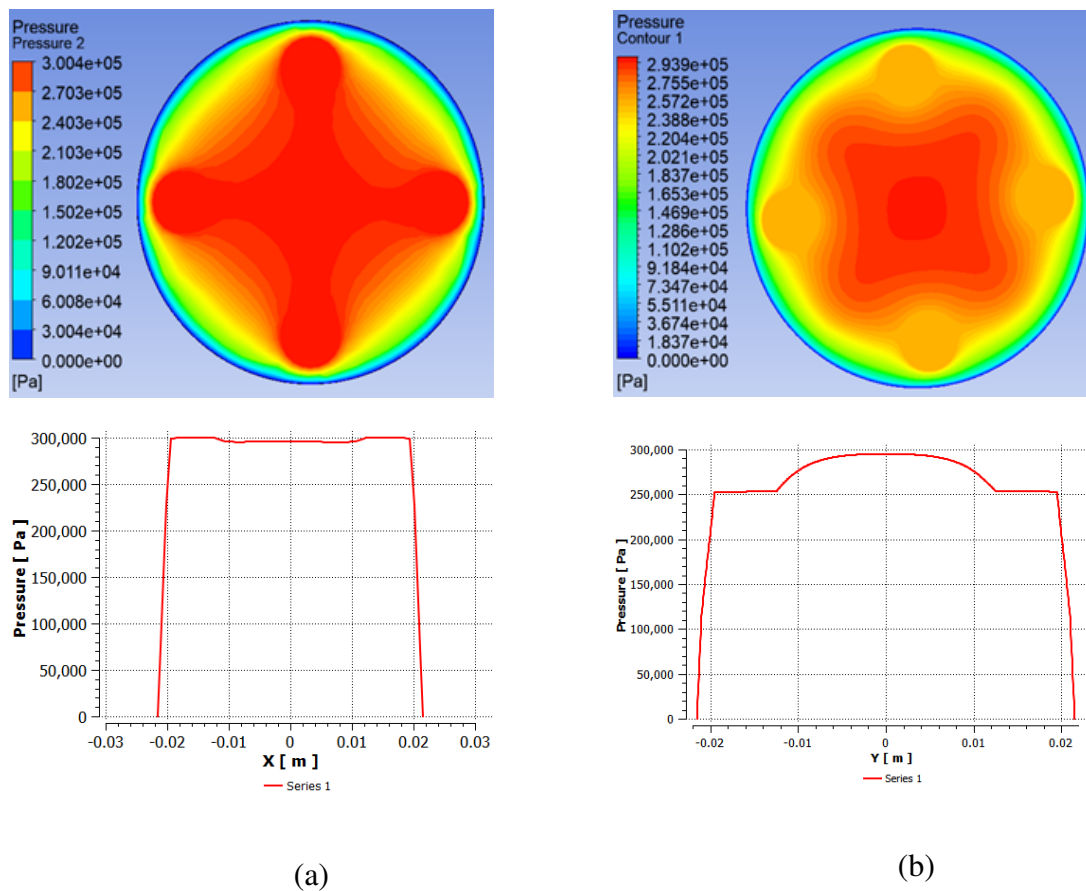 Pressure
Pressure 2
3.004e+05
2.703e+05
2.403e+05
2.103e+05
1.802e+05
1.502e+05
1.202e+05
9.011e+04
6.008e+04
3.004e+04
0.000e+00
[Pa]
Pressure
Contour 1
2.939e+05
2.755e+05
2.572e+05
2.388e+05
2.204e+05
2.021e+05
1.837e+05
1.653e+05
1.469e+05
1.286e+05
1.102e+05
9.184e+04
7.347e+04
5.511e+04
3.674e+04
1.837e+04
0.000e+00
[Pa]
300,000
250,000
200,000
150,000
100,000
50,000
0
Pressure [ Pa ]
-0.03 -0.02 -0.01 0 0.01 0.02 0.03
X [ m ]
Series 1
300,000
250,000
200,000
150,000
100,000
50,000
0
Pressure [ Pa ]
-0.02 -0.01 0 0.01 0.02
Y [ m ]
Series 1
(a)
(b)